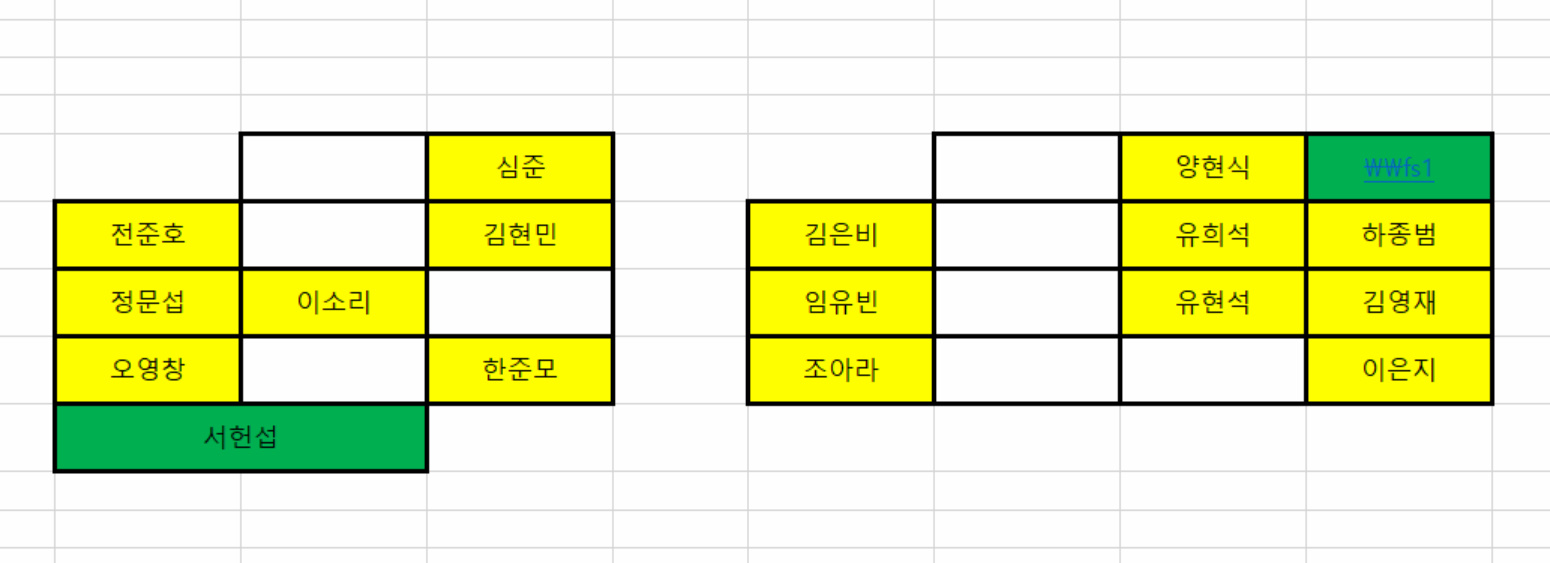 심준 양현식 ₩₩fs1
전준호 김현민 김은비 유희석 하종범
정문섭 이소리 임유빈 유현석 김영재
오영창 한준모 조아라 이은지
서헌섭